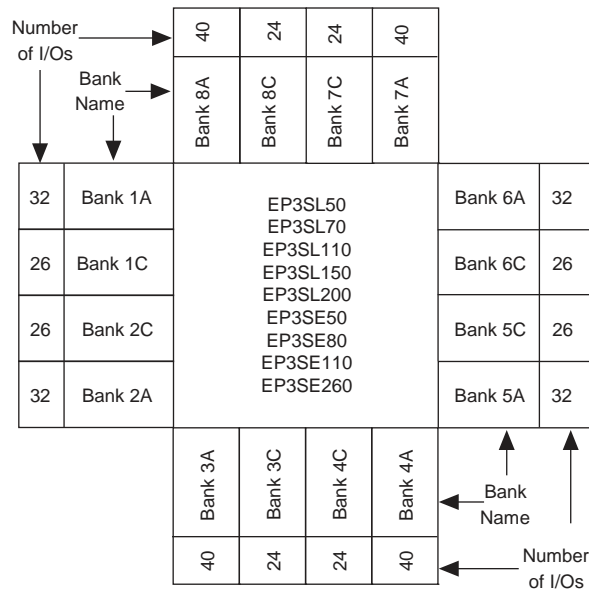 Number
of I/Os
40
24
24
40
Bank
Name
Bank 8A
Bank 8C
Bank 7C
Bank 7A
32
Bank 1A
26
Bank 1C
26
Bank 2C
32
Bank 2A
EP3SL50
EP3SL70
EP3SL110
EP3SL150
EP3SL200
EP3SE50
EP3SE80
EP3SE110
EP3SE260
Bank 6A
32
Bank 6C
26
Bank 5C
26
Bank 5A
32
Bank 3A
Bank 3C
Bank 4C
Bank 4A
Bank
Name
40
24
24
40
Number
of I/Os